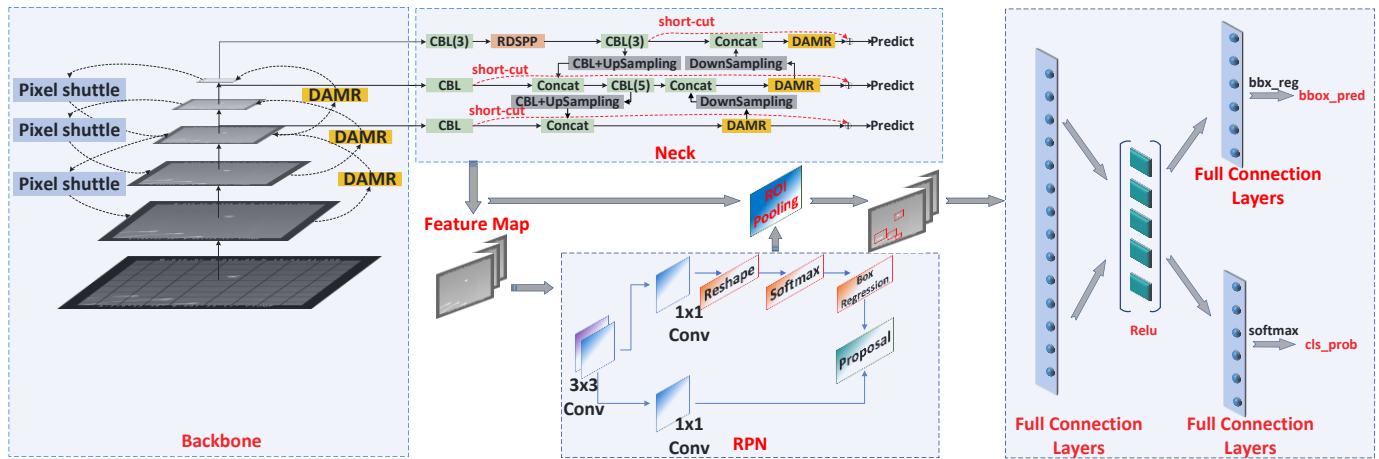 Pixel shuttle
Pixel shuttle
Pixel shuttle
DAMR
DAMR
DAMR
Backbone
short-cut
CBL(3)
RDSPP
CBL(3)
Concat
DAMR
Predict
CBL+UpSampling
DownSampling
short-cut
CBL
Concat
CBL(5)
Concat
DAMR
Predict
CBL+UpSampling
DownSampling
short-cut
CBL
Concat
DAMR
Predict
Neck
Feature Map
ROI
Pooling
3x3
Conv
1x1
Conv
Reshape
Softmax
Box
Regression
Proposal
1x1
Conv
RPN
Full Connection
Layers
Relu
bbx_reg
bbox_pred
Full Connection
Layers
softmax
cls_prob
Full Connection
Layers